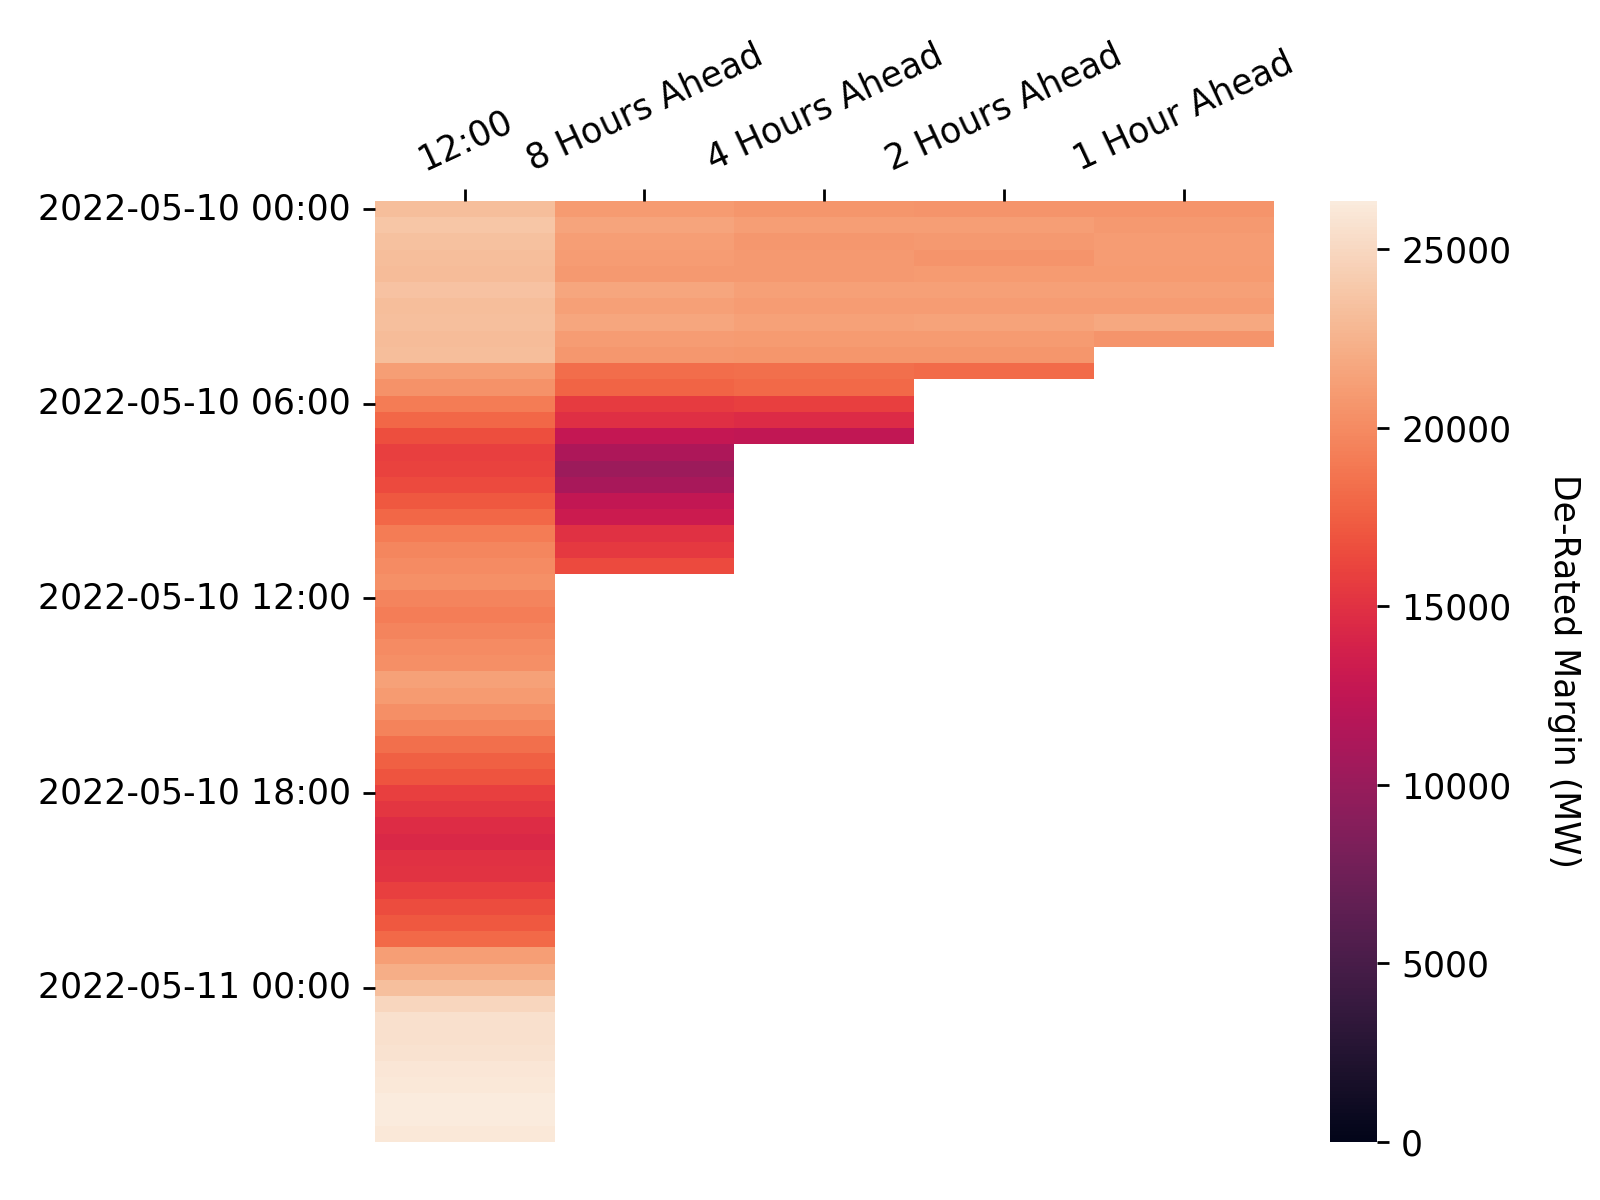 12:00
8 Hours Ahead
4 Hours Ahead
2 Hours Ahead
1 Hour Ahead
2022-05-10 00:00
2022-05-10 06:00
2022-05-10 12:00
2022-05-10 18:00
2022-05-11 00:00
25000
20000
15000
10000
5000
0
De-Rated Margin (MW)